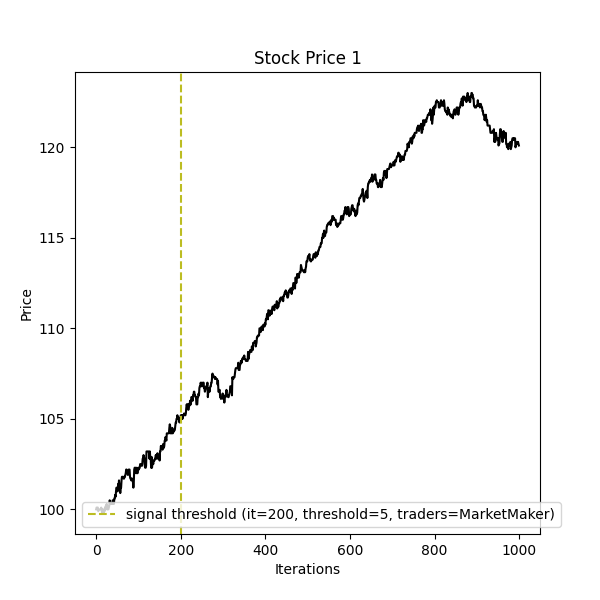 Stock Price 1
Price
120
115
110
105
100
signal threshold (it=200, threshold=5, traders=MarketMaker)
0 200 400 600 800 1000
Iterations